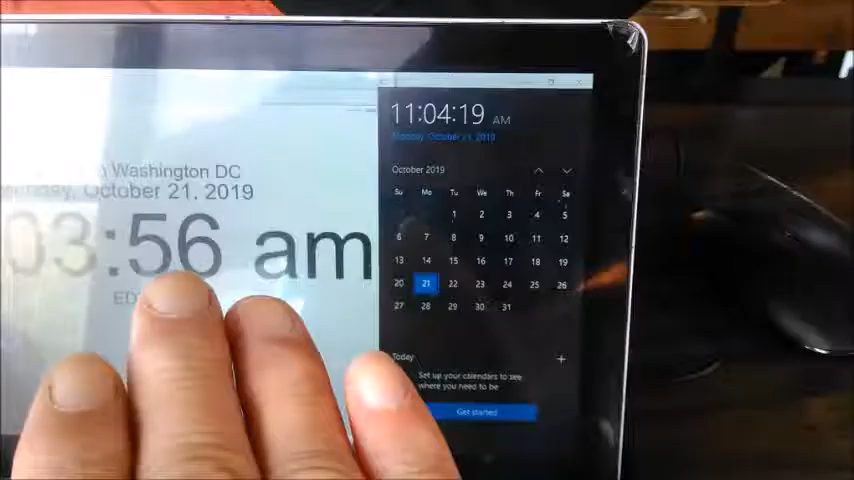 Washington DC
Monday, October 21, 2019
03:56 am
11:04:19 AM
Monday, October 21, 2019
October 2019
Su Mo Tu We Th Fr Sa
1 2 3 4 5
6 7 8 9 10 11 12
13 14 15 16 17 18 19
20 21 22 23 24 25 26
27 28 29 30 31
Today
Set up your calendars to see
where you need to be
Get started